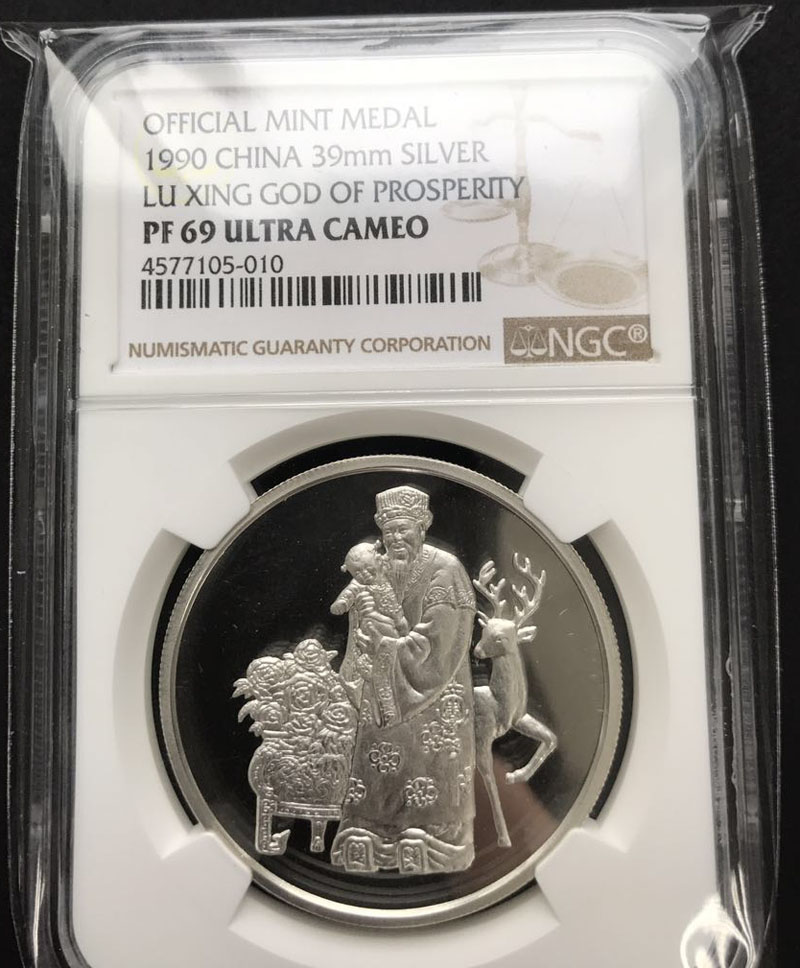 OFFICIAL MINT MEDAL
1990 CHINA 39mm SILVER
LU XING GOD OF PROSPERITY
PF 69 ULTRA CAMEO
4577105-010
NUMISMATIC GUARANTY CORPORATION
NGC®